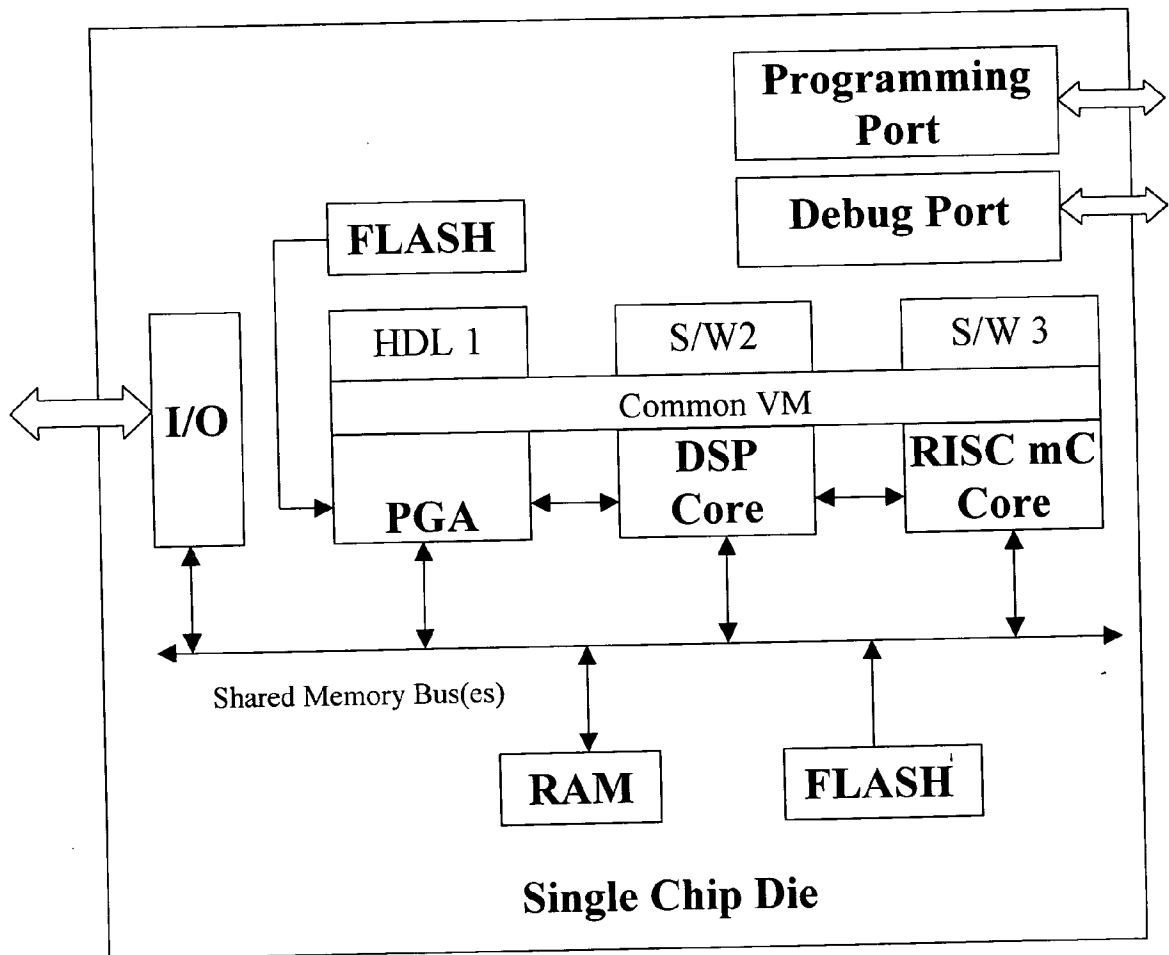 Programming
Port
Debug Port
FLASH
HDL 1
S/W2
S/W 3
Common VM
I/O
PGA
DSP
Core
RISC mC
Core
Shared Memory Bus(es)
RAM
FLASH
Single Chip Die